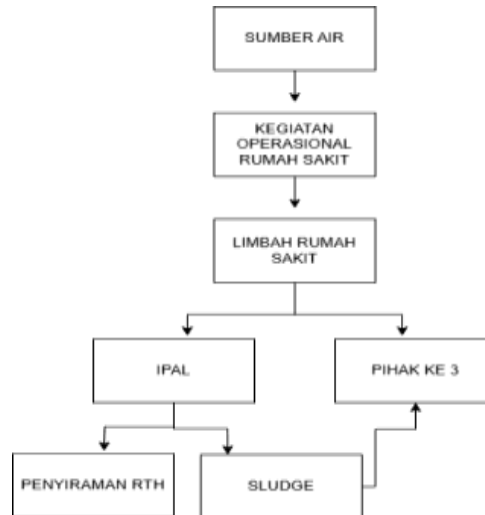 SUMBER AIR
KEGIATAN
OPERASIONAL
RUMAH SAKIT
LIMBAH RUMAH
SAKIT
IPAL
PIHAK KE 3
PENYIRAMAN RTH
SLUDGE